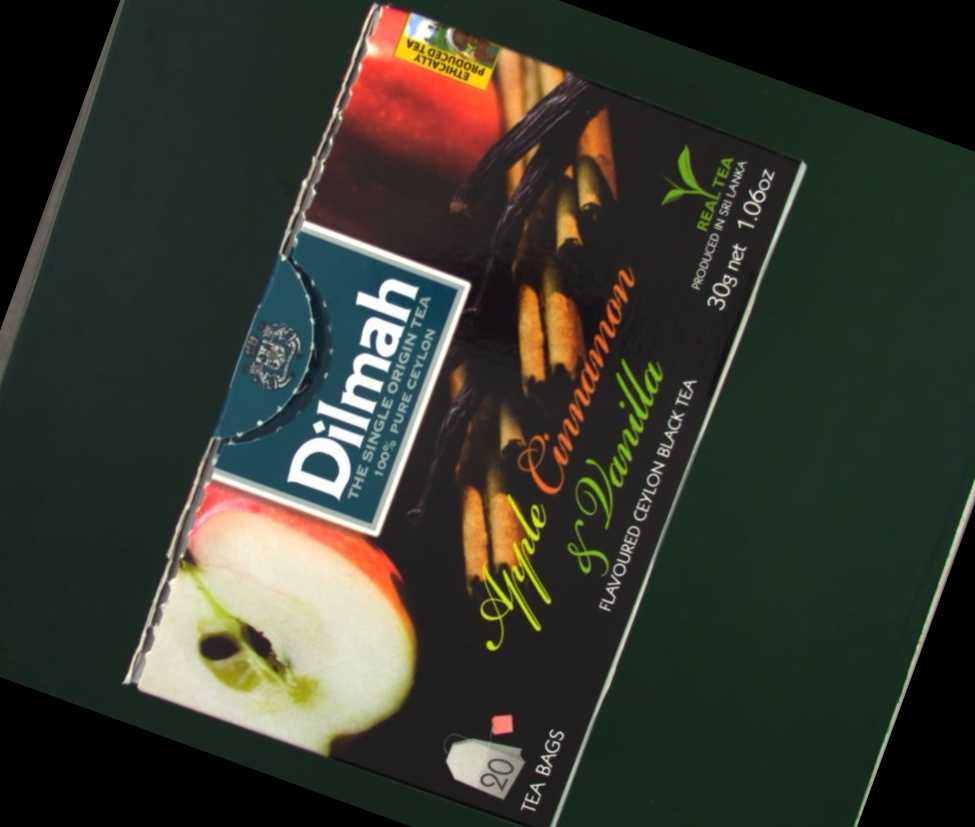 Dilmah
THE SINGLE ORIGIN TEA
100% PURE CEYLON
ETHICALLY
PRODUCED TEA
Apple Cinnamon
& Vanilla
FLAVOURED CEYLON BLACK TEA
20
TEA BAGS
REAL TEA
PRODUCED IN SRI LANKA
30g net 1.06oz